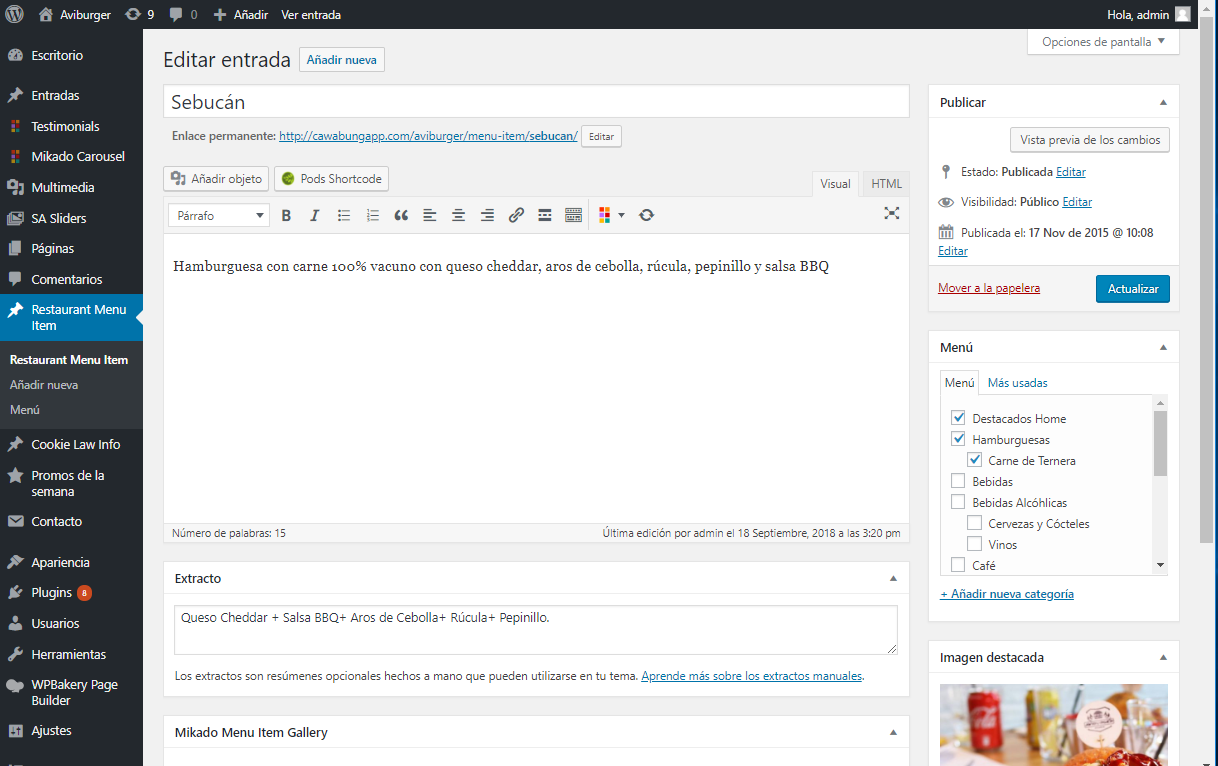 Aviburger 9 0 Añadir Ver entrada Hola, admin
Opciones de pantalla
Escritorio
Entradas
Testimonials
Mikado Carousel
Multimedia
SA Sliders
Páginas
Comentarios
Restaurant Menu
Item
Restaurant Menu Item
Añadir nueva
Menú
Cookie Law Info
Promos de la
semana
Contacto
Apariencia
Plugins 8
Usuarios
Herramientas
WPBakery Page
Builder
Ajustes
Editar entrada Añadir nueva
Sebucán
Enlace permanente: http://cawabungapp.com/aviburger/menu-item/sebucan/ Editar
Añadir objeto Pods Shortcode
Visual HTML
Párrafo B I
Hamburguesa con carne 100% vacuno con queso cheddar, aros de cebolla, rúcula, pepinillo y salsa BBQ
Número de palabras: 15 Última edición por admin el 18 Septiembre, 2018 a las 3:20 pm
Extracto
Queso Cheddar + Salsa BBQ+ Aros de Cebolla+ Rúcula+ Pepinillo.
Los extractos son resúmenes opcionales hechos a mano que pueden utilizarse en tu tema. Aprende más sobre los extractos manuales.
Mikado Menu Item Gallery
Publicar
Vista previa de los cambios
Estado: Publicada Editar
Visibilidad: Público Editar
Publicada el: 17 Nov de 2015 @ 10:08
Editar
Mover a la papelera Actualizar
Menú
Menú Más usadas
Destacados Home
Hamburguesas
Carne de Ternera
Bebidas
Bebidas Alcóhlicas
Cervezas y Cócteles
Vinos
Café
+ Añadir nueva categoría
Imagen destacada